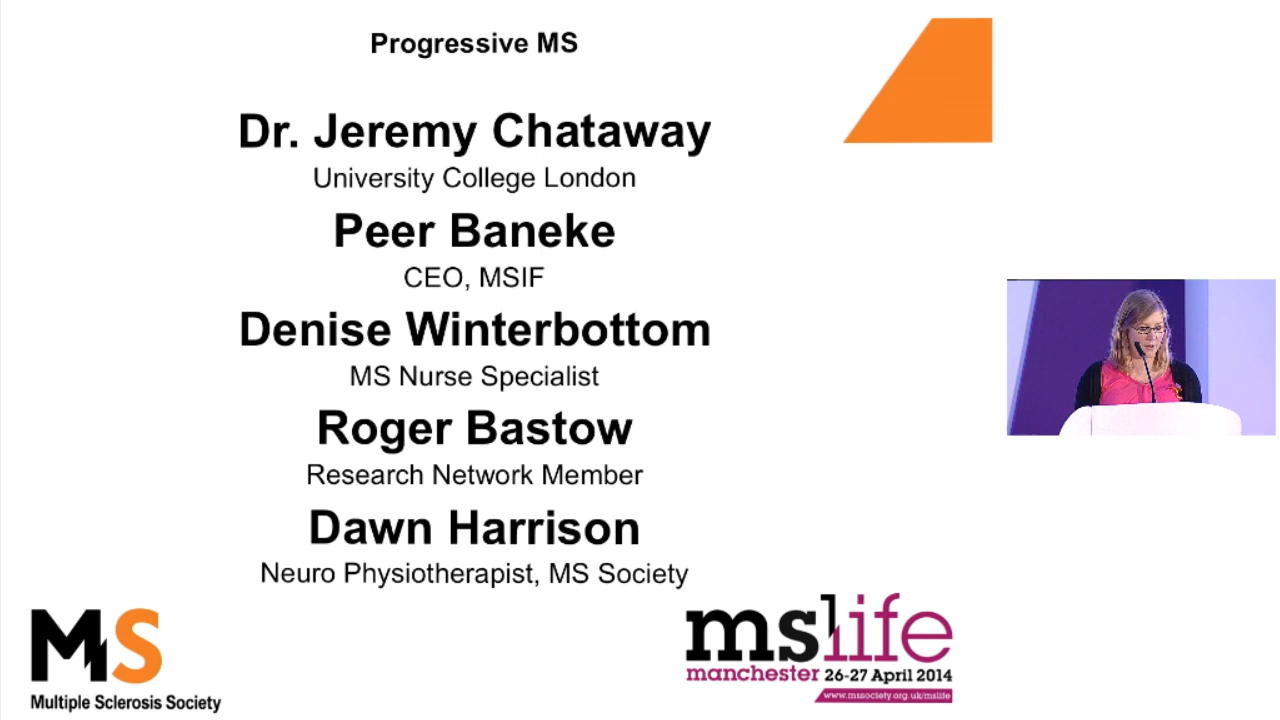 Progressive MS
Dr. Jeremy Chataway
University College London
Peer Baneke
CEO, MSIF
Denise Winterbottom
MS Nurse Specialist
Roger Bastow
Research Network Member
Dawn Harrison
Neuro Physiotherapist, MS Society
MS
Multiple Sclerosis Society
mslife
manchester 26-27 April 2014
www.mssociety.org.uk/mslife